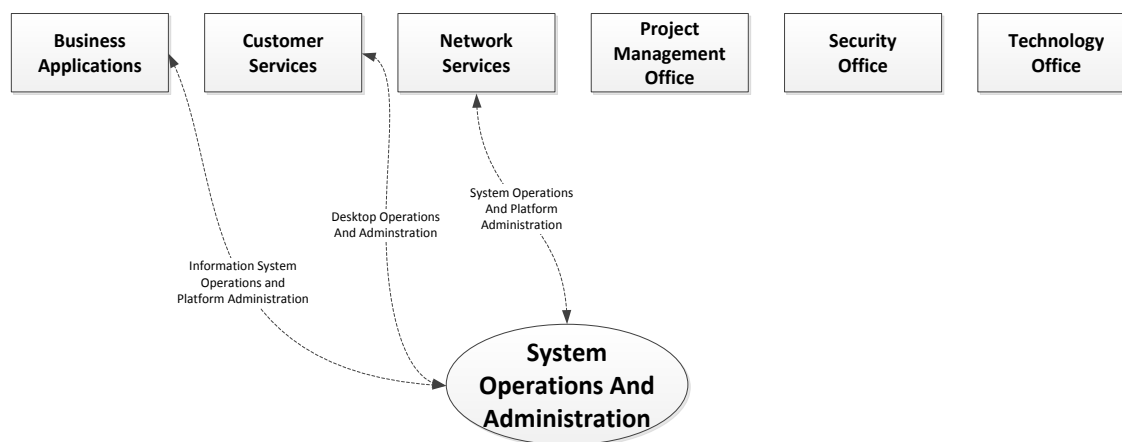 Business
Applications
Customer
Services
Network
Services
Project
Management
Office
Security
Office
Technology
Office
System Operations
And Platform
Administration
Desktop Operations
And Adminstration
Information System
Operations and
Platform Administration
System
Operations And
Administration